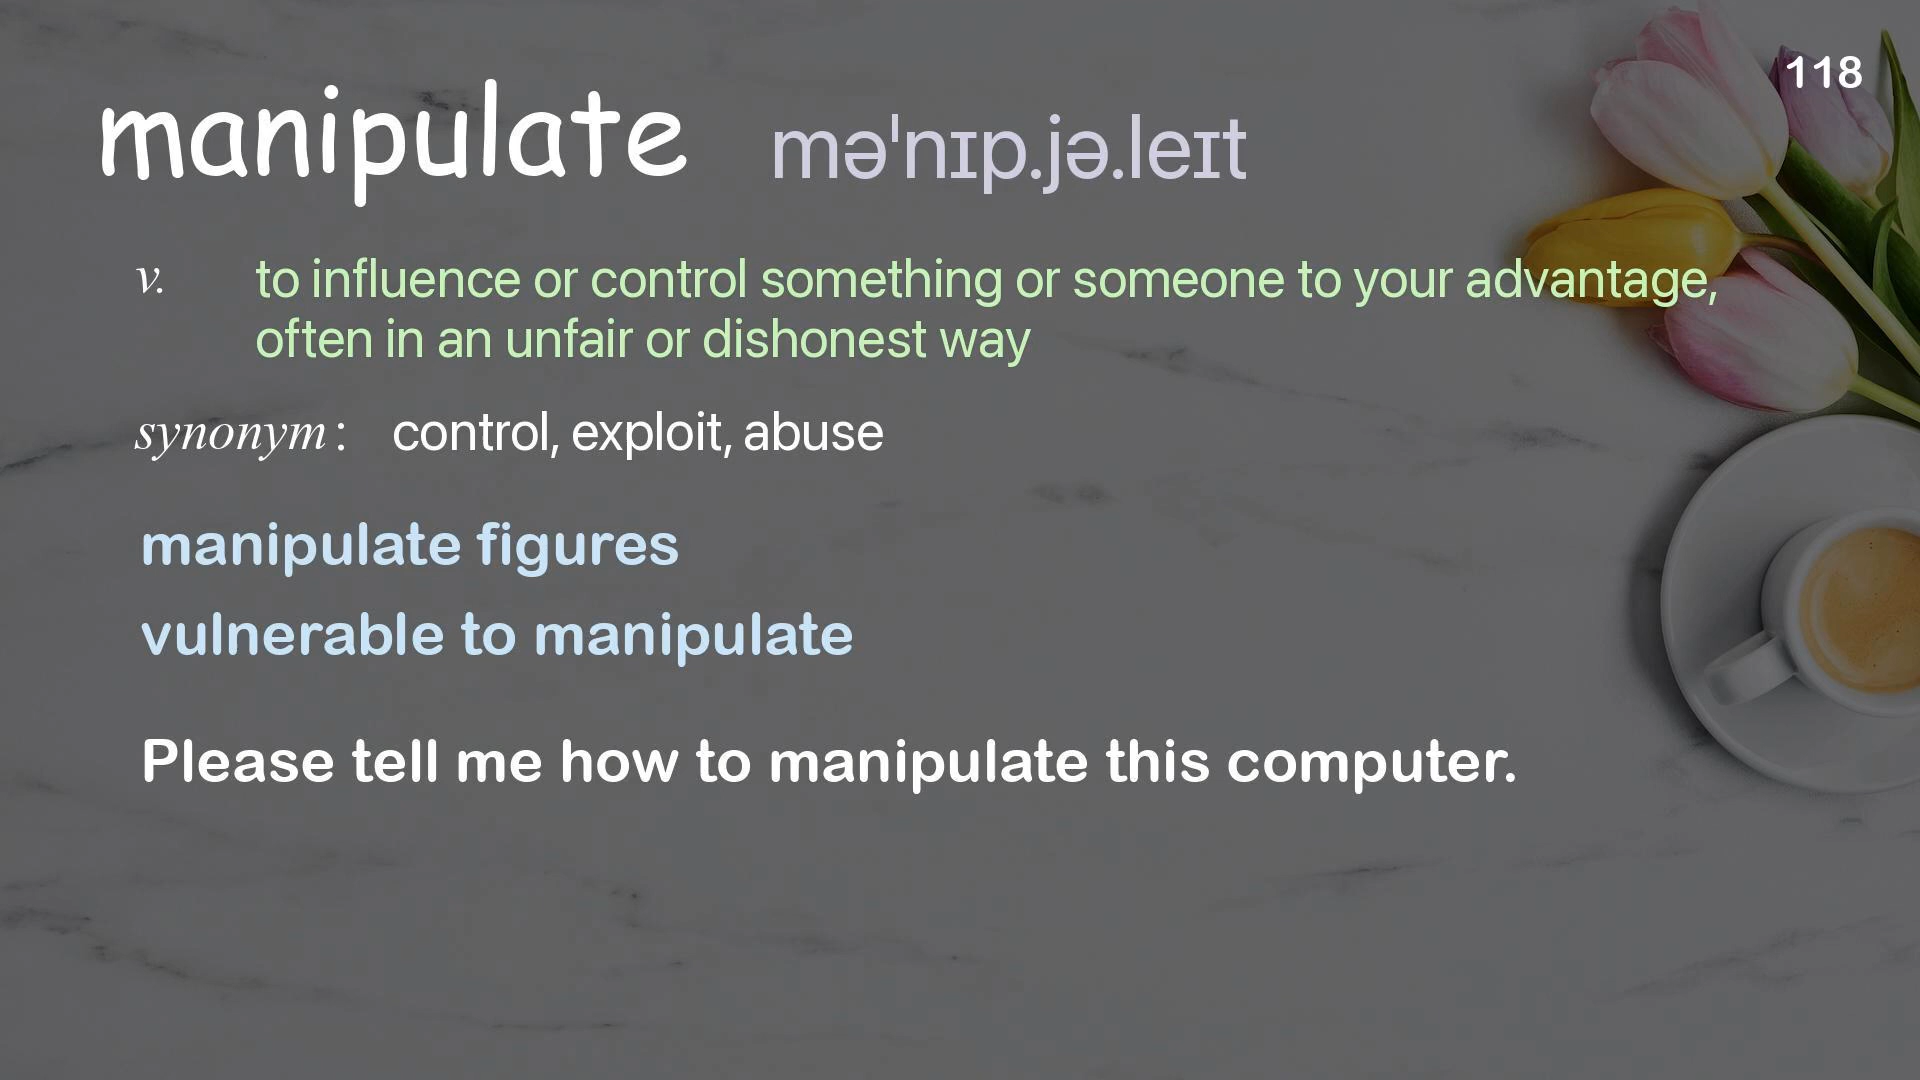 118
manipulate məˈnɪp.jə.leɪt
v. to influence or control something or someone to your advantage,
often in an unfair or dishonest way
synonym : control, exploit, abuse
manipulate figures
vulnerable to manipulate
Please tell me how to manipulate this computer.